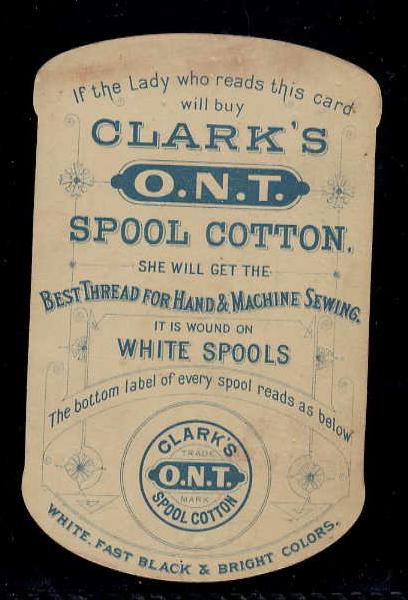 If the Lady who reads this card
will buy
CLARK'S
O.N.T.
SPOOL COTTON.
SHE WILL GET THE
BEST THREAD FOR HAND & MACHINE SEWING.
IT IS WOUND ON
WHITE SPOOLS
The bottom label of every spool reads as below
CLARK'S
TRADE
O.N.T.
MARK
SPOOL COTTON
WHITE, FAST BLACK & BRIGHT COLORS.